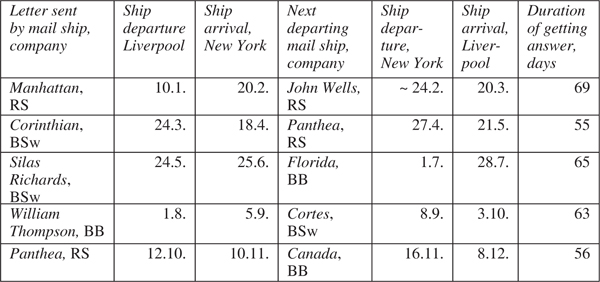 Letter sent by mail ship, company | Ship departure Liverpool | Ship arrival, New York | Next departing mail ship, company | Ship depar-ture, New York | Ship arrival, Liver-pool | Duration of getting answer, days
Manhattan, RS | 10.1. | 20.2. | John Wells, RS | ~ 24.2. | 20.3. | 69
Corinthian, BSw | 24.3. | 18.4. | Panthea, RS | 27.4. | 21.5. | 55
Silas Richards, BSw | 24.5. | 25.6. | Florida, BB | 1.7. | 28.7. | 65
William Thompson, BB | 1.8. | 5.9. | Cortes, BSw | 8.9. | 3.10. | 63
Panthea, RS | 12.10. | 10.11. | Canada, BB | 16.11. | 8.12. | 56